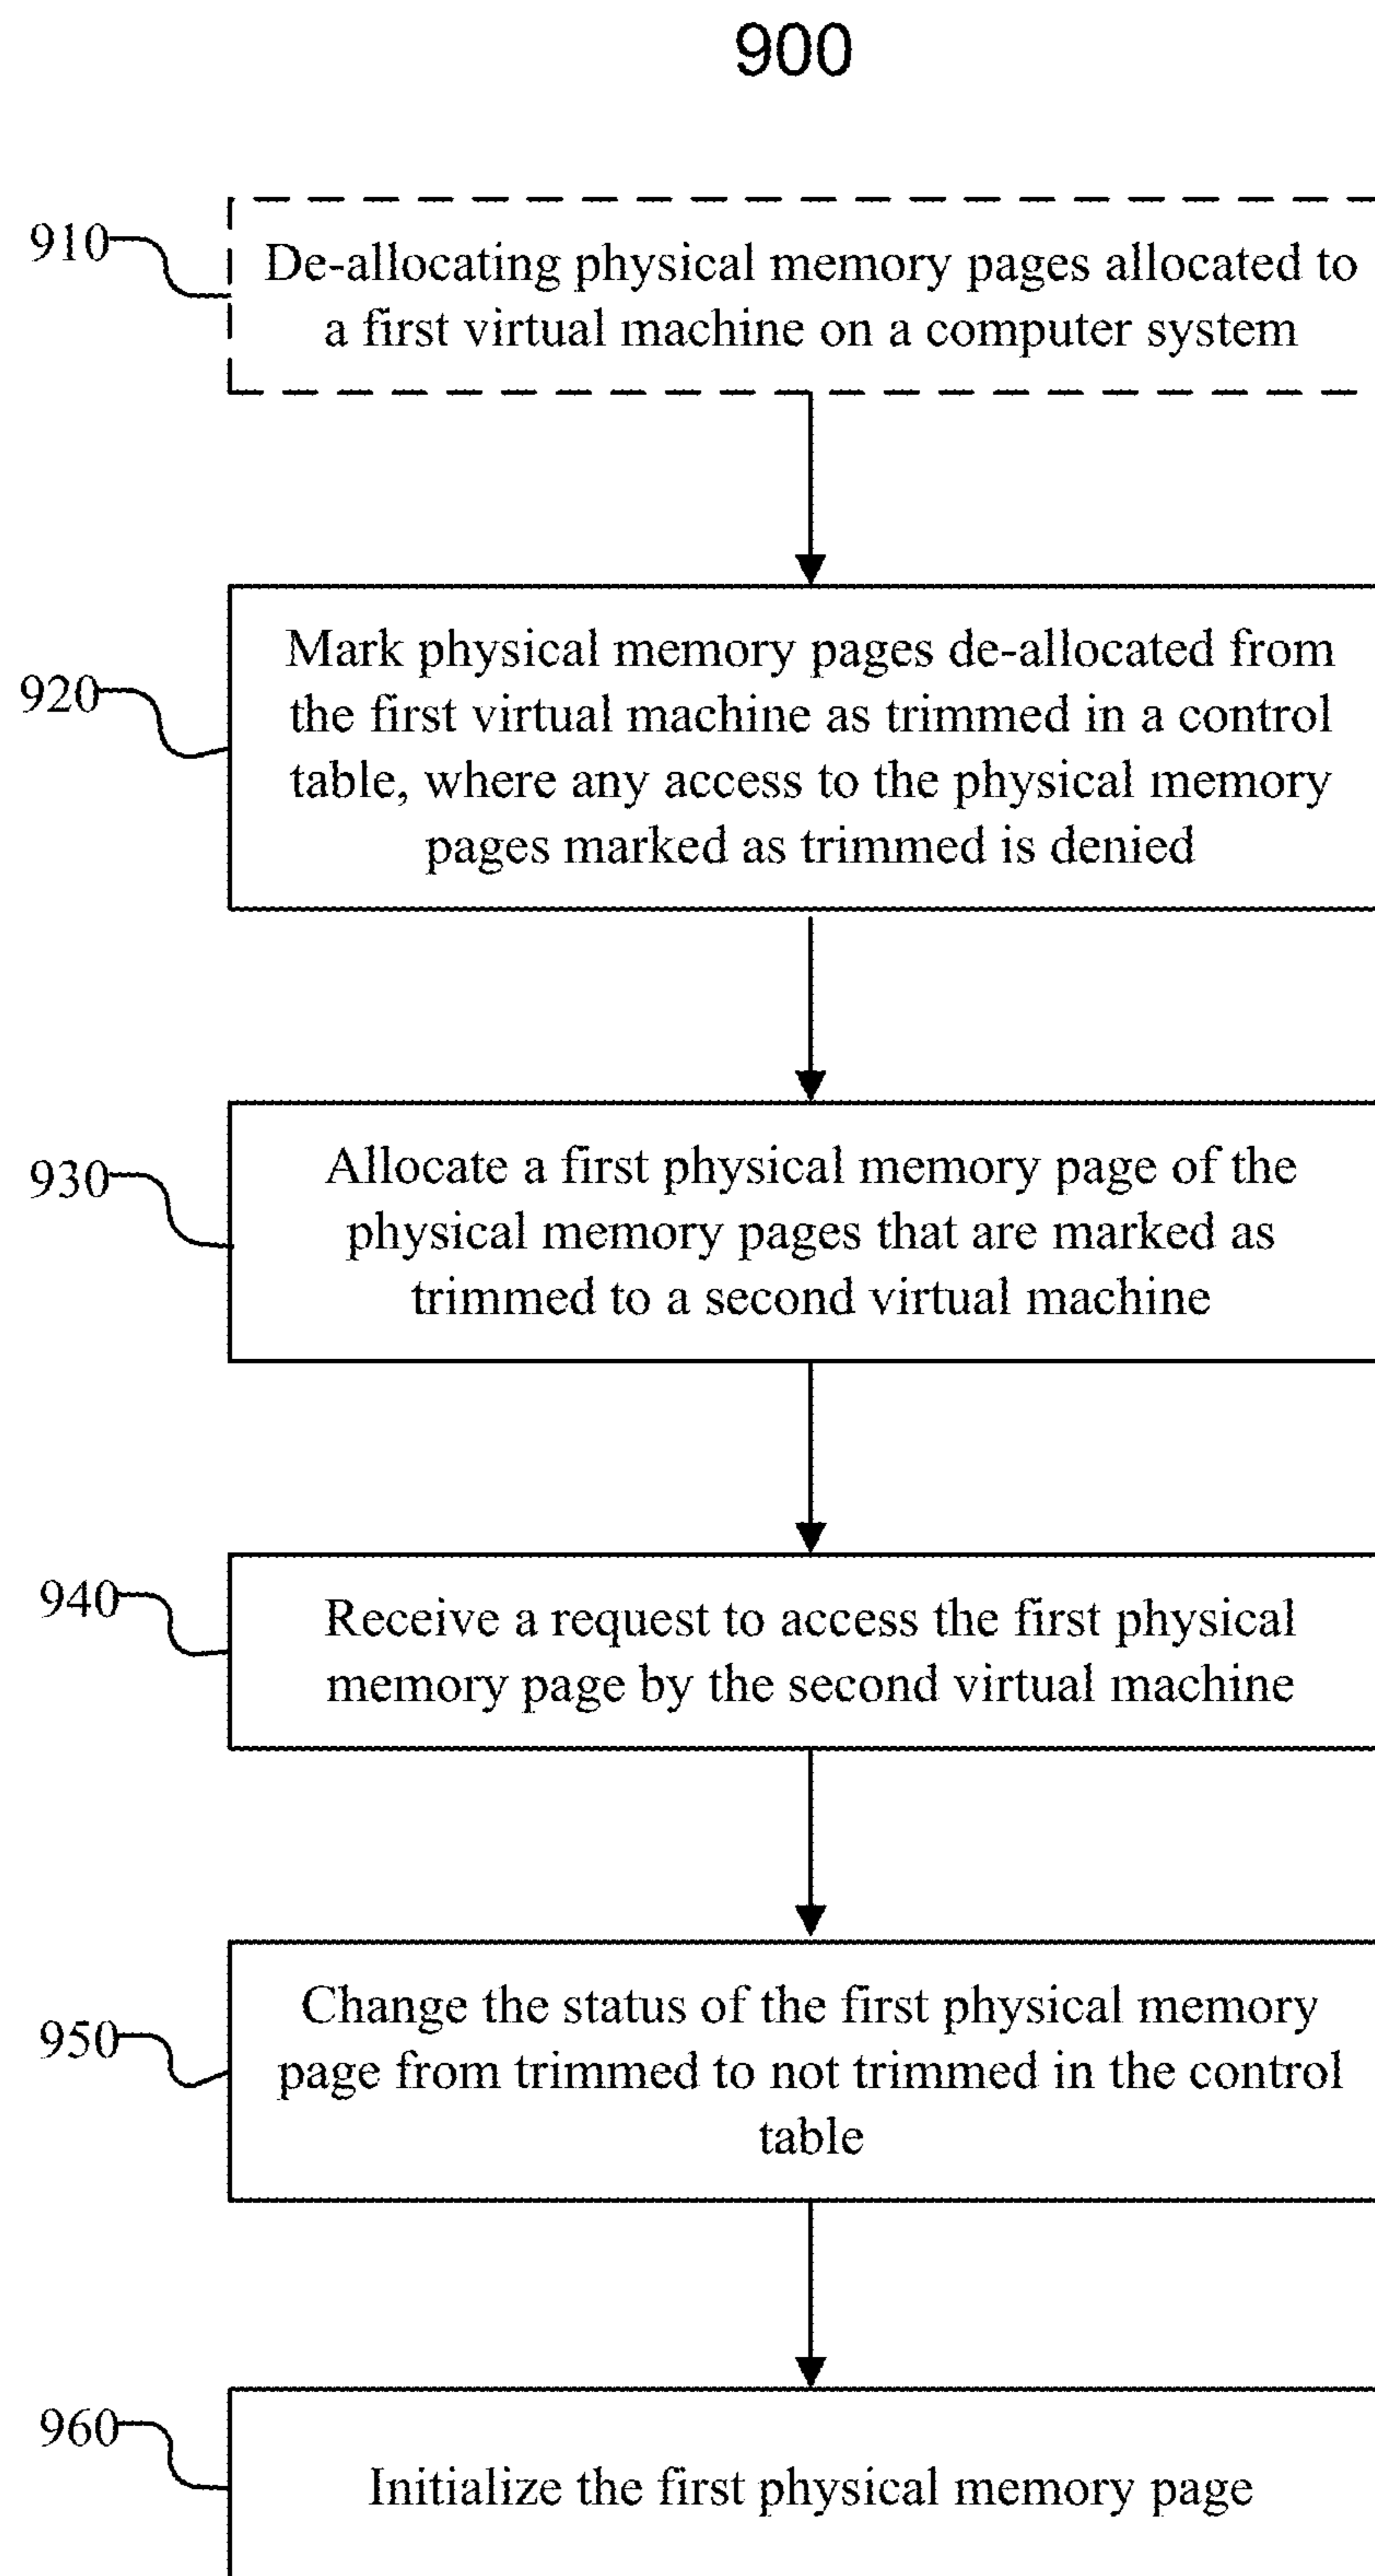 900
910
De-allocating physical memory pages allocated to
a first virtual machine on a computer system
920
Mark physical memory pages de-allocated from
the first virtual machine as trimmed in a control
table, where any access to the physical memory
pages marked as trimmed is denied
930
Allocate a first physical memory page of the
physical memory pages that are marked as
trimmed to a second virtual machine
940
Receive a request to access the first physical
memory page by the second virtual machine
950
Change the status of the first physical memory
page from trimmed to not trimmed in the control
table
960
Initialize the first physical memory page